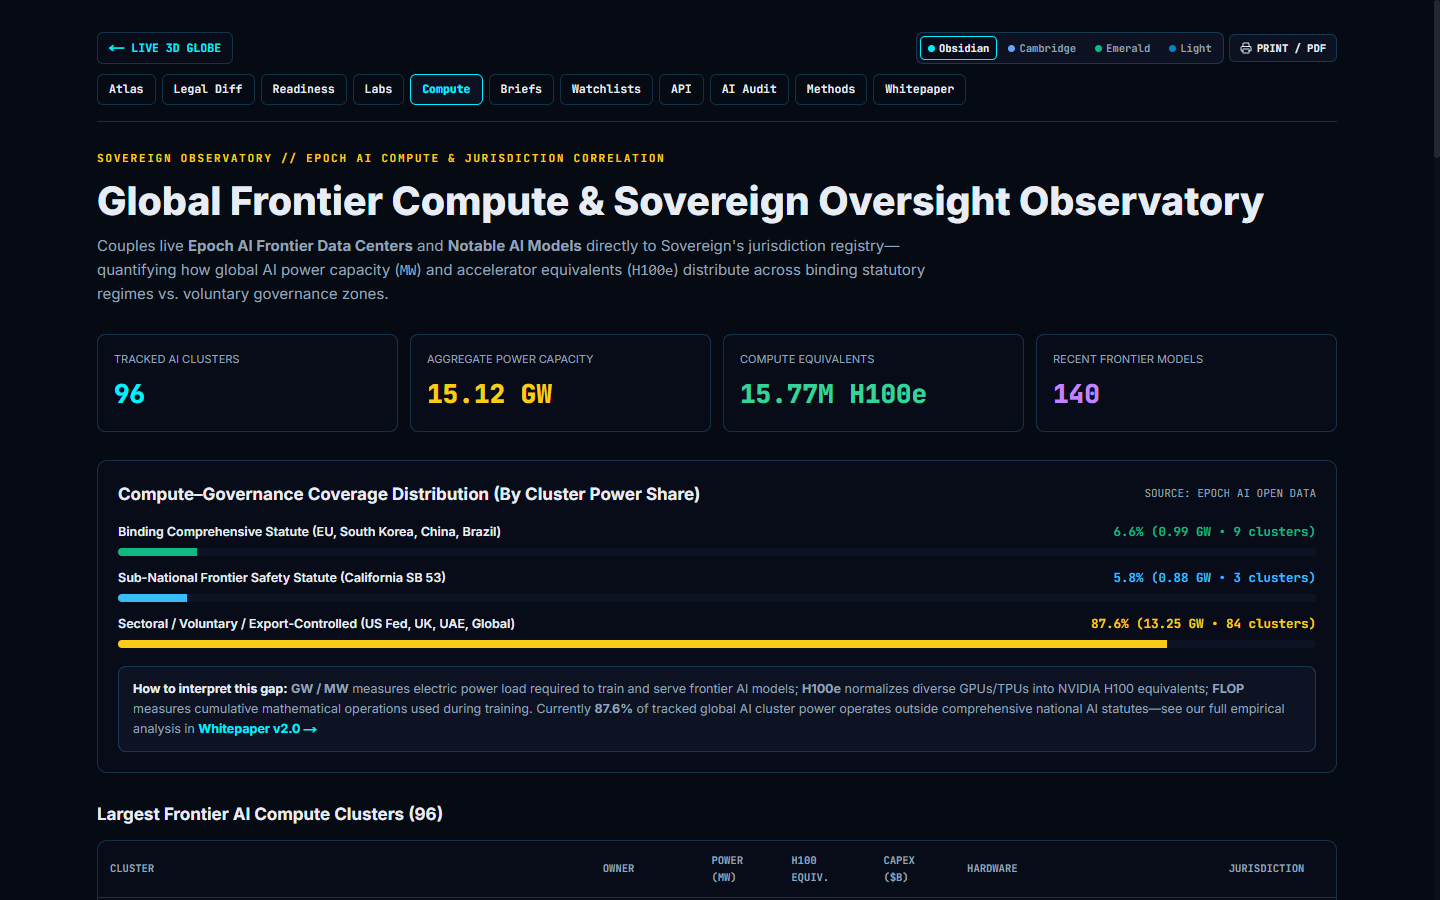 ← LIVE 3D GLOBE
Obsidian Cambridge Emerald Light PRINT / PDF
Atlas Legal Diff Readiness Labs Compute Briefs Watchlists API AI Audit Methods Whitepaper
SOVEREIGN OBSERVATORY // EPOCH AI COMPUTE & JURISDICTION CORRELATION
Global Frontier Compute & Sovereign Oversight Observatory
Couples live Epoch AI Frontier Data Centers and Notable AI Models directly to Sovereign's jurisdiction registry—
quantifying how global AI power capacity (MW) and accelerator equivalents (H100e) distribute across binding statutory
regimes vs. voluntary governance zones.
TRACKED AI CLUSTERS
96
AGGREGATE POWER CAPACITY
15.12 GW
COMPUTE EQUIVALENTS
15.77M H100e
RECENT FRONTIER MODELS
140
Compute–Governance Coverage Distribution (By Cluster Power Share)
SOURCE: EPOCH AI OPEN DATA
Binding Comprehensive Statute (EU, South Korea, China, Brazil)
6.6% (0.99 GW • 9 clusters)
Sub-National Frontier Safety Statute (California SB 53)
5.8% (0.88 GW • 3 clusters)
Sectoral / Voluntary / Export-Controlled (US Fed, UK, UAE, Global)
87.6% (13.25 GW • 84 clusters)
How to interpret this gap: GW / MW measures electric power load required to train and serve frontier AI models; H100e normalizes diverse GPUs/TPUs into NVIDIA H100 equivalents; FLOP
measures cumulative mathematical operations used during training. Currently 87.6% of tracked global AI cluster power operates outside comprehensive national AI statutes—see our full empirical
analysis in Whitepaper v2.0 →
Largest Frontier AI Compute Clusters (96)
CLUSTER OWNER POWER (MW) H100 EQUIV. CAPEX ($B) HARDWARE JURISDICTION